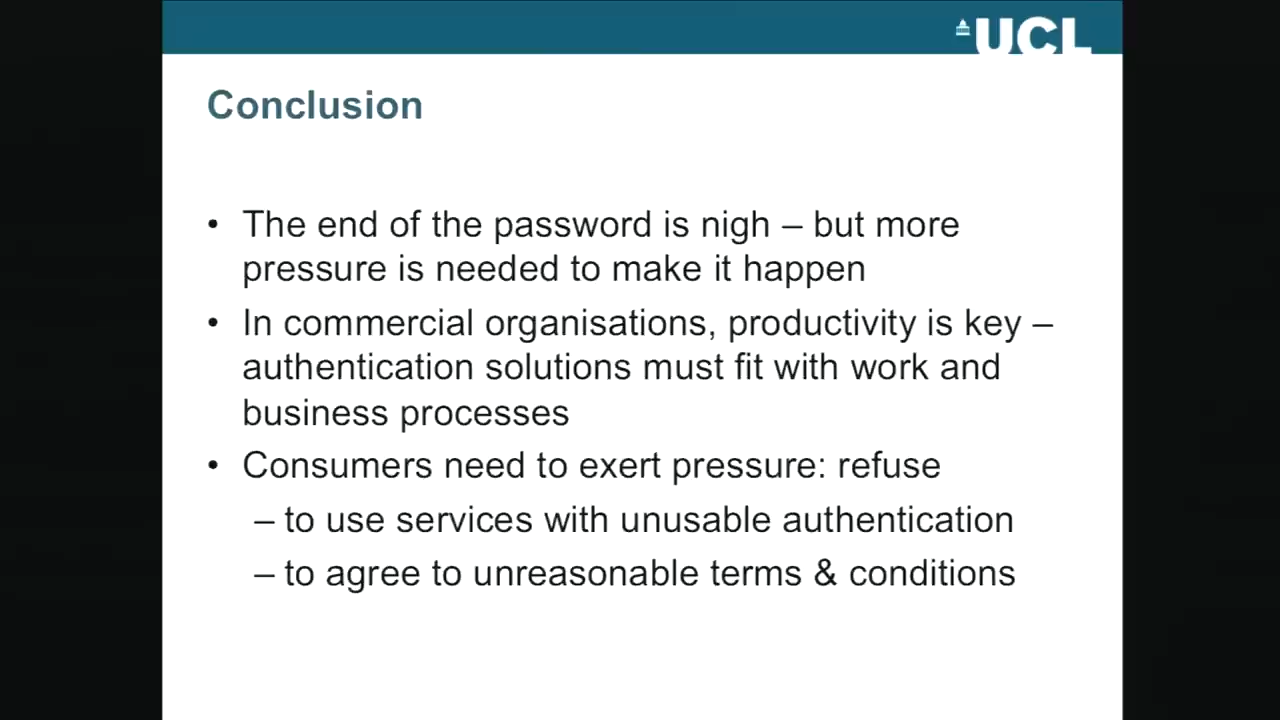 UCL
Conclusion
• The end of the password is nigh – but more
pressure is needed to make it happen
• In commercial organisations, productivity is key –
authentication solutions must fit with work and
business processes
• Consumers need to exert pressure: refuse
– to use services with unusable authentication
– to agree to unreasonable terms & conditions